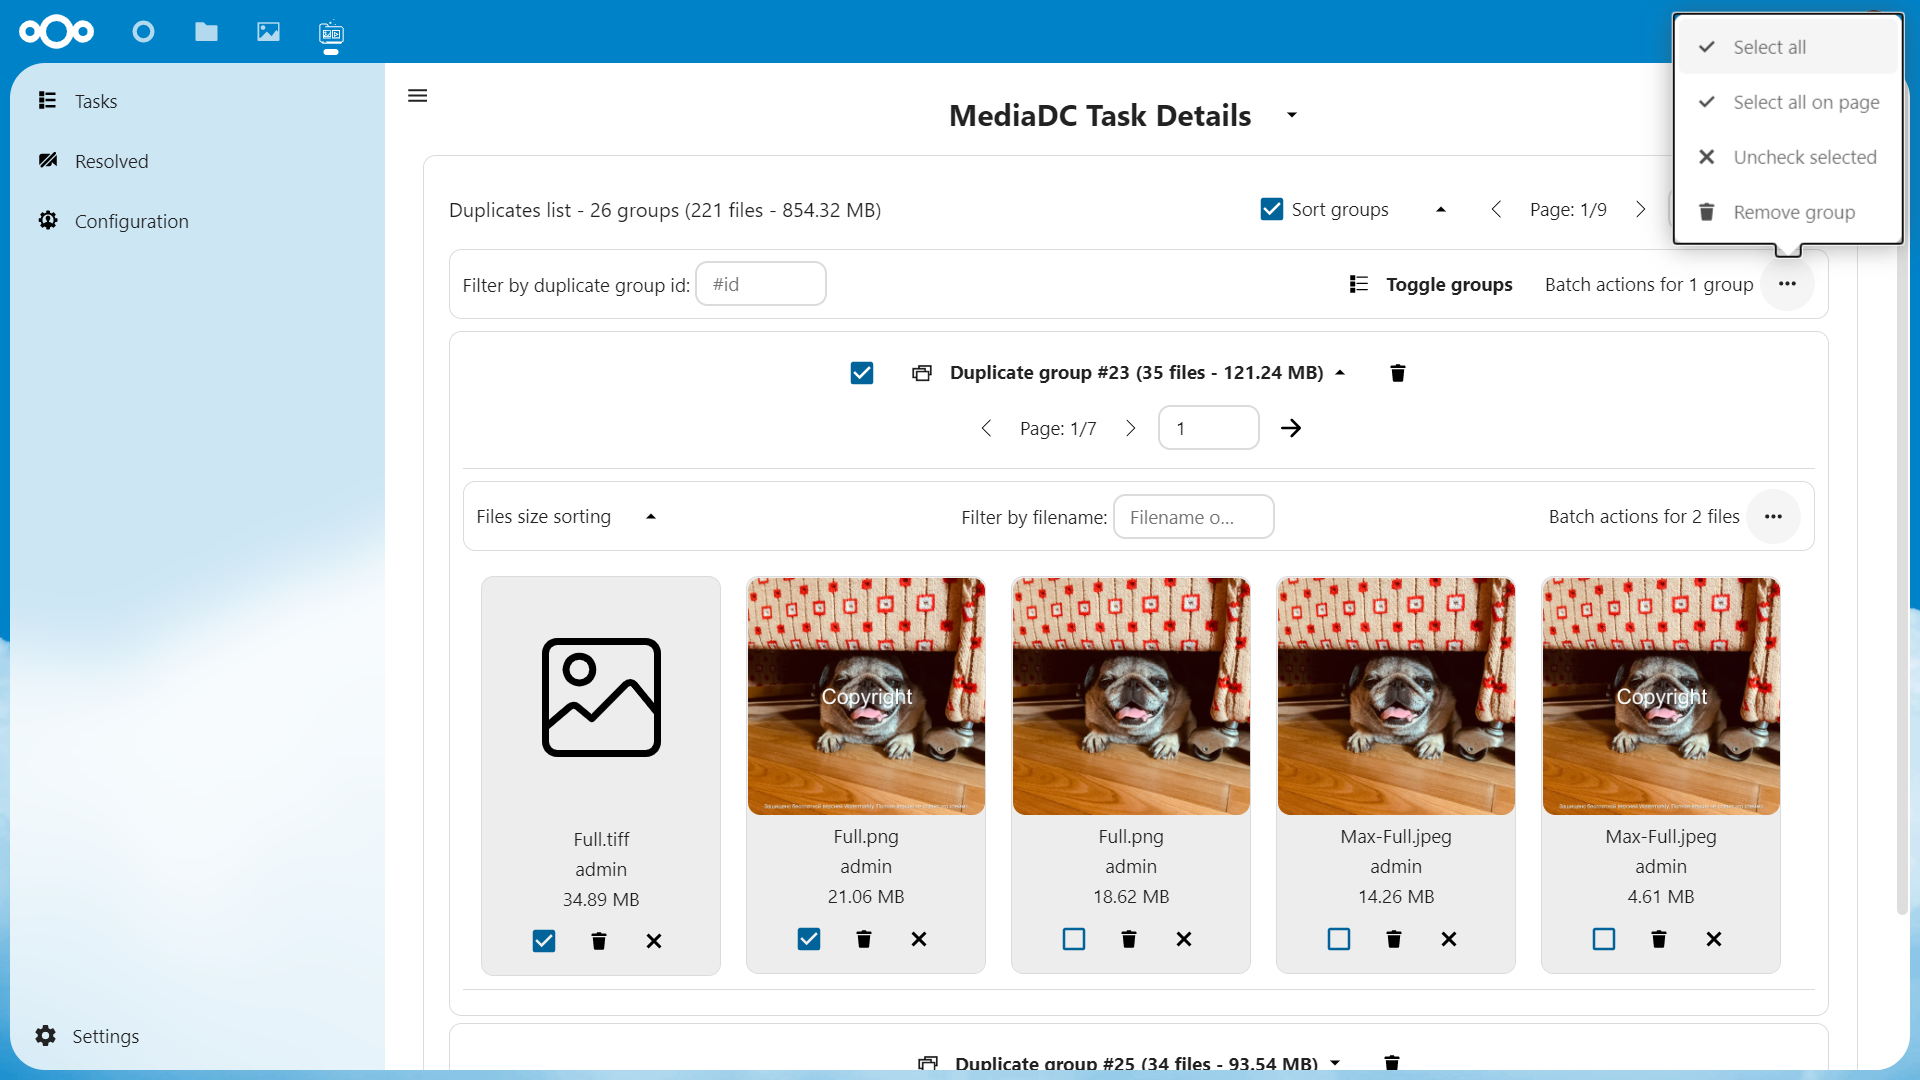 Tasks
Resolved
Configuration
Settings
MediaDC Task Details
Select all
Select all on page
Uncheck selected
Remove group
Duplicates list - 26 groups (221 files - 854.32 MB)
Sort groups
Page: 1/9
Filter by duplicate group id: #id
Toggle groups
Batch actions for 1 group
Duplicate group #23 (35 files - 121.24 MB)
Page: 1/7
1
Files size sorting
Filter by filename: Filename o...
Batch actions for 2 files
Full.tiff
admin
34.89 MB
Copyright
Full.png
admin
21.06 MB
Full.png
admin
18.62 MB
Max-Full.jpeg
admin
14.26 MB
Copyright
Max-Full.jpeg
admin
4.61 MB
Duplicate group #25 (34 files - 93.54 MB)